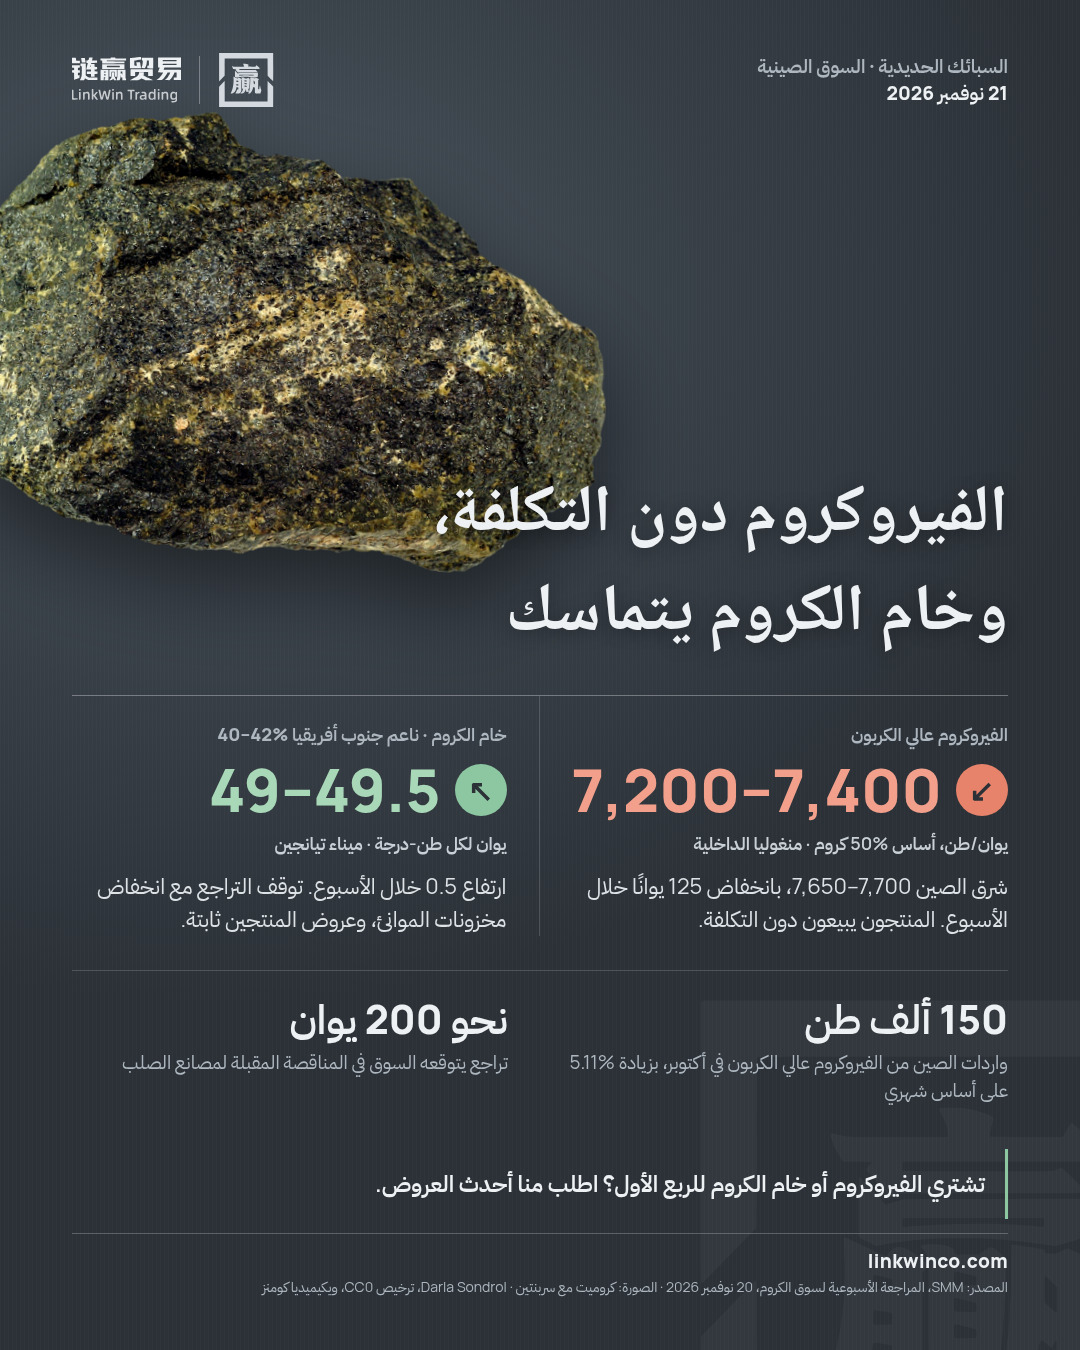 السبائك الحديدية · السوق الصينية
21 نوفمبر 2026
赢
链赢贸易
LinkWin Trading
الفيروكروم دون التكلفة،
وخام الكروم يتماسك
الفيروكروم عالي الكربون
7,200–7,400
يوان/طن، أساس 50% كروم · منغوليا الداخلية
شرق الصين 7,650–7,700، بانخفاض 125 يوانًا خلال
الأسبوع. المنتجون يبيعون دون التكلفة.
خام الكروم · ناعم جنوب أفريقيا 40–42%
49–49.5
يوان لكل طن-درجة · ميناء تيانجين
ارتفاع 0.5 خلال الأسبوع. توقف التراجع مع انخفاض
مخزونات الموانئ، وعروض المنتجين ثابتة.
150 ألف طن
واردات الصين من الفيروكروم عالي الكربون في أكتوبر، بزيادة 5.11%
على أساس شهري
نحو 200 يوان
تراجع يتوقعه السوق في المناقصة المقبلة لمصانع الصلب
تشتري الفيروكروم أو خام الكروم للربع الأول؟ اطلب منا أحدث العروض.
linkwinco.com
المصدر: SMM، المراجعة الأسبوعية لسوق الكروم، 20 نوفمبر 2026 · الصورة: كروميت مع سربنتين · Darla Sondrol، ترخيص CC0، ويكيميديا كومنز